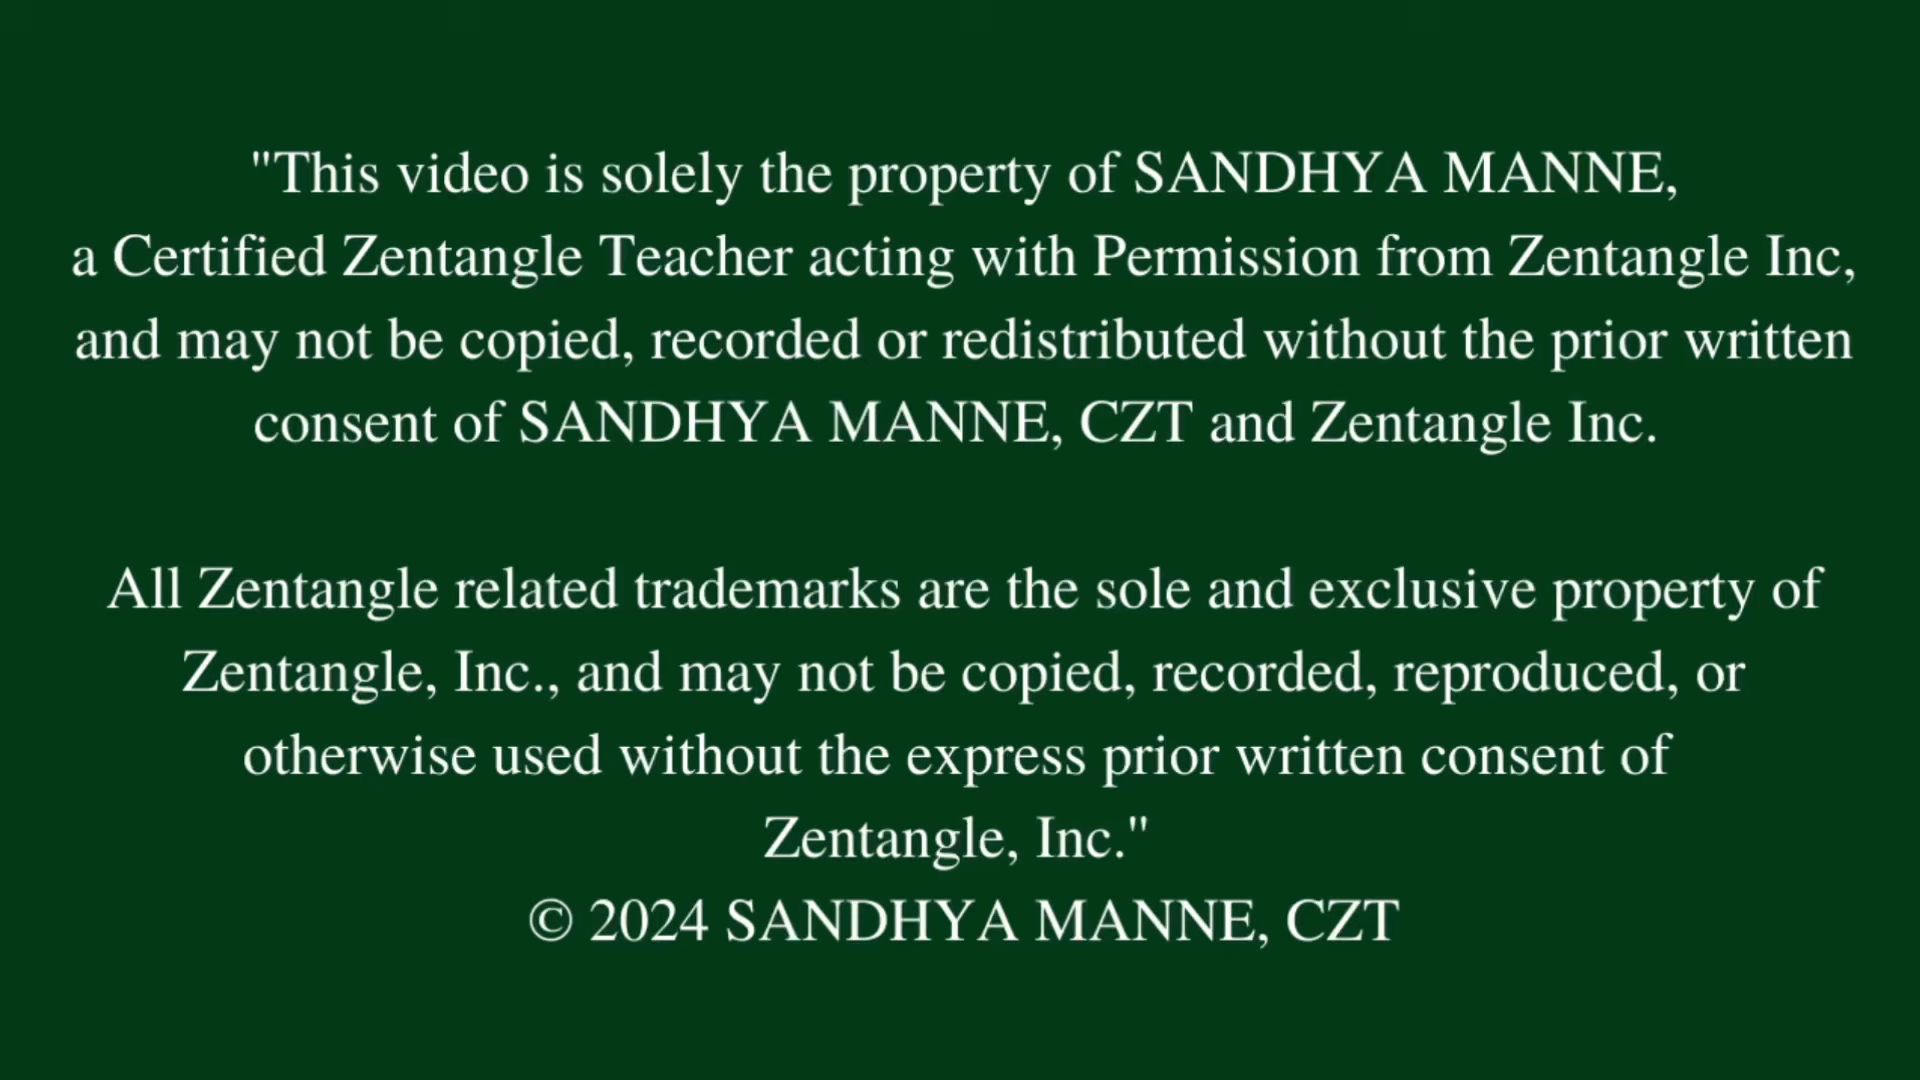 "This video is solely the property of SANDHYA MANNE,
a Certified Zentangle Teacher acting with Permission from Zentangle Inc,
and may not be copied, recorded or redistributed without the prior written
consent of SANDHYA MANNE, CZT and Zentangle Inc.
All Zentangle related trademarks are the sole and exclusive property of
Zentangle, Inc., and may not be copied, recorded, reproduced, or
otherwise used without the express prior written consent of
Zentangle, Inc."
© 2024 SANDHYA MANNE, CZT